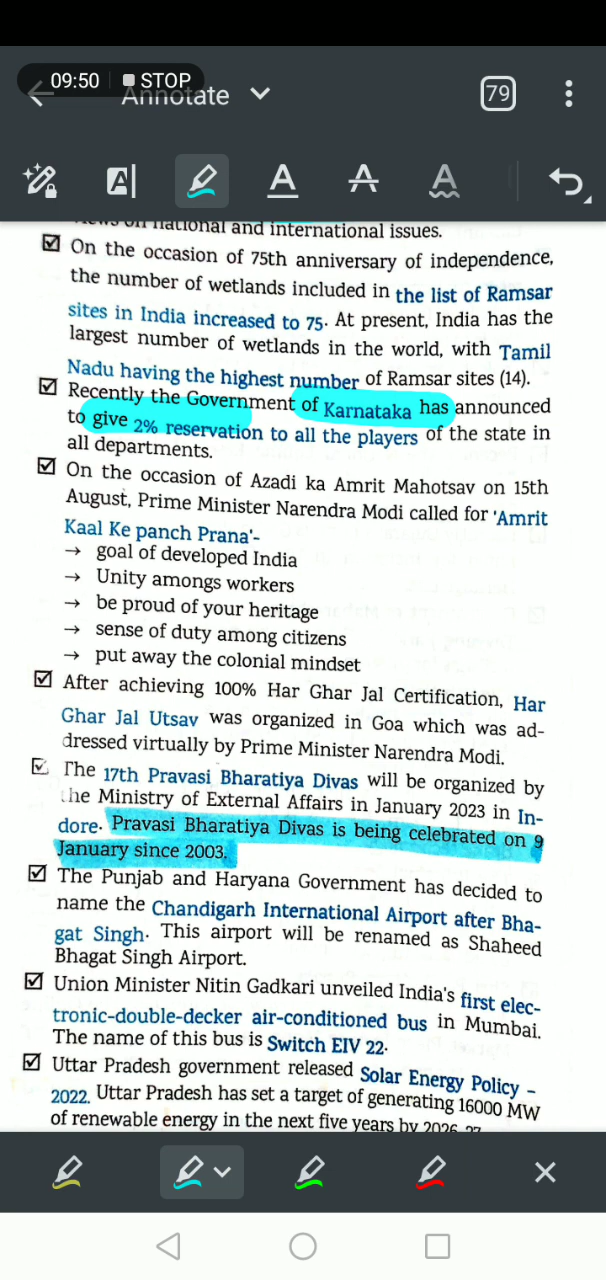 09:50 STOP
Annotate
79
A A A A
national and international issues.
On the occasion of 75th anniversary of independence,
the number of wetlands included in the list of Ramsar
sites in India increased to 75. At present, India has the
largest number of wetlands in the world, with Tamil
Nadu having the highest number of Ramsar sites (14).
Recently the Government of Karnataka has announced
to give 2% reservation to all the players of the state in
all departments.
On the occasion of Azadi ka Amrit Mahotsav on 15th
August, Prime Minister Narendra Modi called for 'Amrit
Kaal Ke panch Prana'-
→ goal of developed India
→ Unity amongs workers
→ be proud of your heritage
→ sense of duty among citizens
→ put away the colonial mindset
After achieving 100% Har Ghar Jal Certification, Har
Ghar Jal Utsav was organized in Goa which was ad-
dressed virtually by Prime Minister Narendra Modi.
The 17th Pravasi Bharatiya Divas will be organized by
the Ministry of External Affairs in January 2023 in In-
dore. Pravasi Bharatiya Divas is being celebrated on 9
January since 2003.
The Punjab and Haryana Government has decided to
name the Chandigarh International Airport after Bha-
gat Singh. This airport will be renamed as Shaheed
Bhagat Singh Airport.
Union Minister Nitin Gadkari unveiled India's first elec-
tronic-double-decker air-conditioned bus in Mumbai.
The name of this bus is Switch EIV 22.
Uttar Pradesh government released Solar Energy Policy –
2022. Uttar Pradesh has set a target of generating 16000 MW
of renewable energy in the next five years by 2026-27